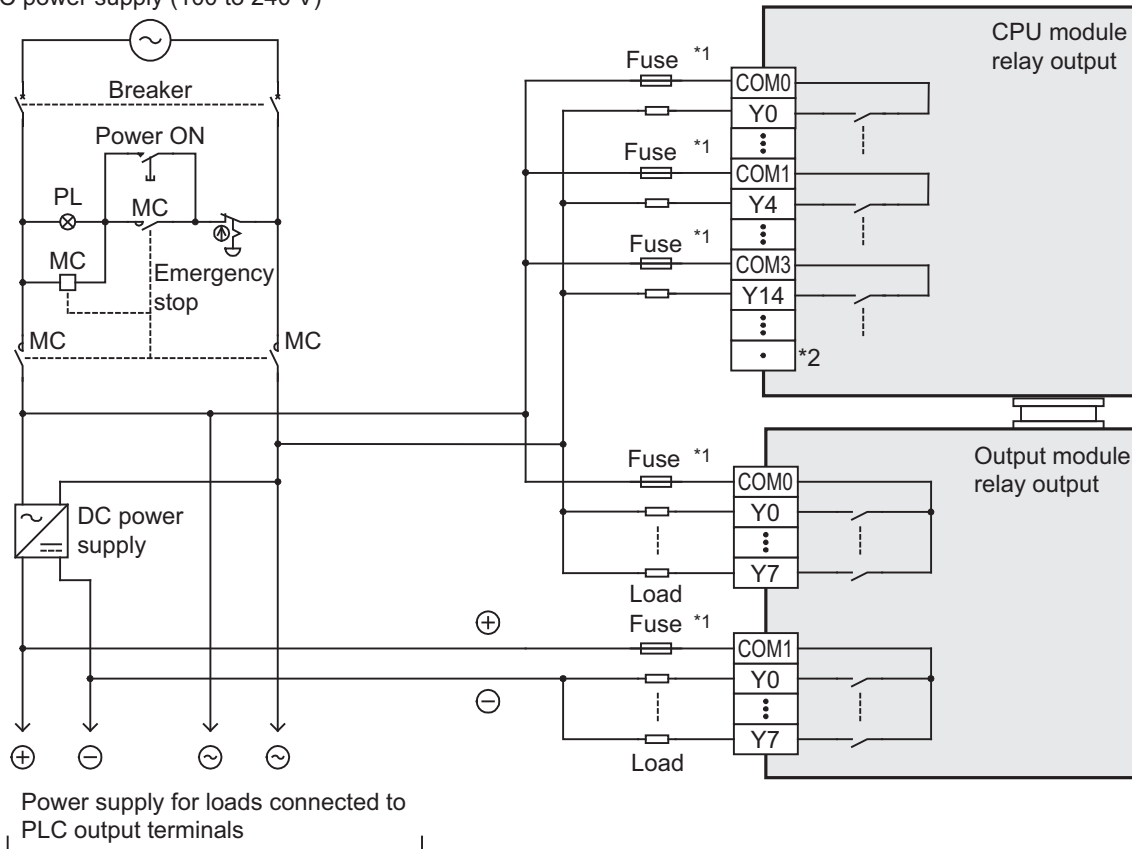 C power supply (100 to 240 V)
Breaker
Power ON
PL
MC
MC
Emergency
stop
MC
MC
DC power
supply
Power supply for loads connected to
PLC output terminals
CPU module
relay output
Fuse *1
COM0
Y0
Fuse *1
COM1
Y4
Fuse *1
COM3
Y14
*2
Output module
relay output
Fuse *1
COM0
Y0
Y7
Load
Fuse *1
COM1
Y0
Y7
Load